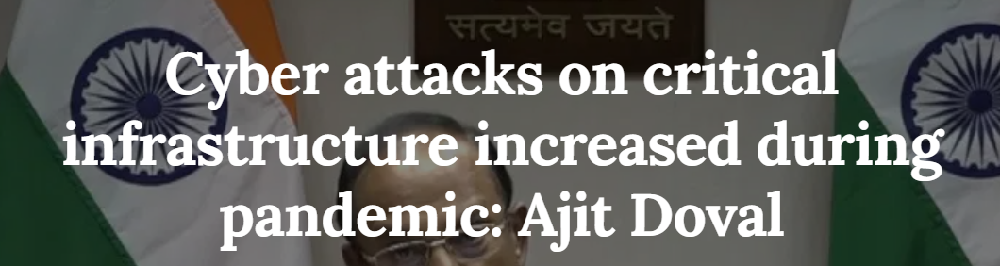 सत्यमेव जयते
Cyber attacks on critical
infrastructure increased during
pandemic: Ajit Doval